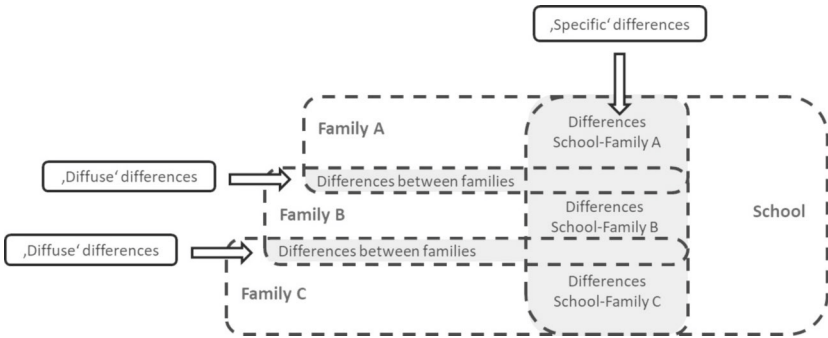 ‚Specific‘ differences
Differences
School-Family A
Family A
‚Diffuse‘ differences
Differences between families
Family B
Differences
School-Family B
School
‚Diffuse‘ differences
Differences between families
Family C
Differences
School-Family C